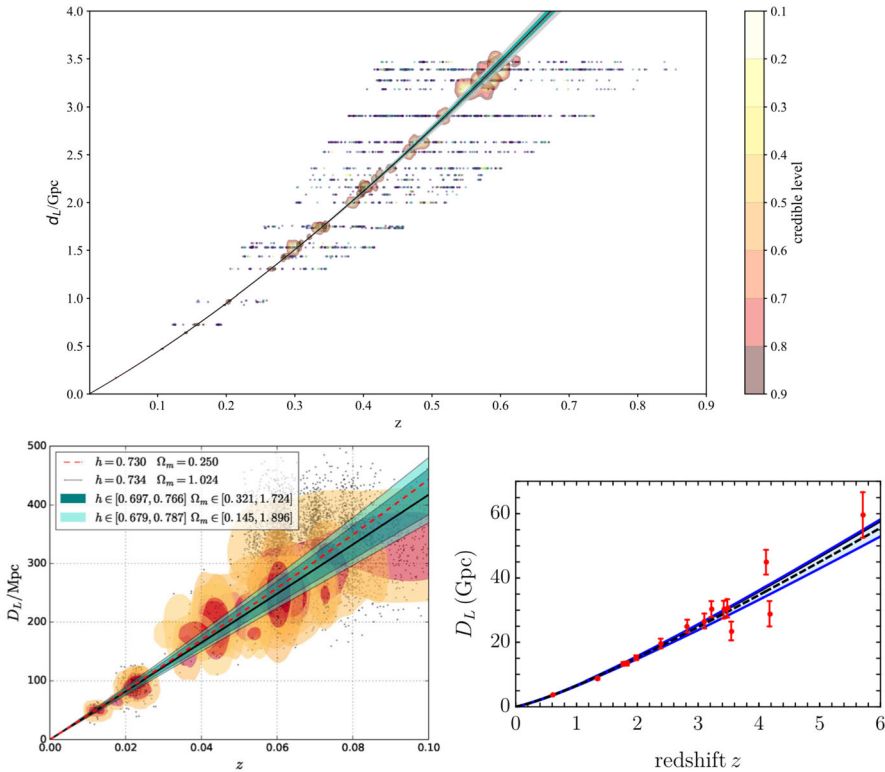 4.0
3.5
3.0
2.5
2.0
1.5
1.0
0.5
0.0
d_L/Gpc
0.1 0.2 0.3 0.4 0.5 0.6 0.7 0.8 0.9
z
0.1
0.3
0.4
0.5
0.6
0.7
0.8
0.9
credible level
500
400
300
200
100
0
D_L/Mpc
h=0.730 Ω_m=0.250
h=0.734 Ω_m=1.024
h∈[0.697,0.766] Ω_m∈[0.321,1.724]
h∈[0.679,0.787] Ω_m∈[0.145,1.896]
0.00 0.02 0.04 0.06 0.08 0.10
z
70
60
40
20
0
D_L (Gpc)
0 1 2 3 4 5 6
redshift z